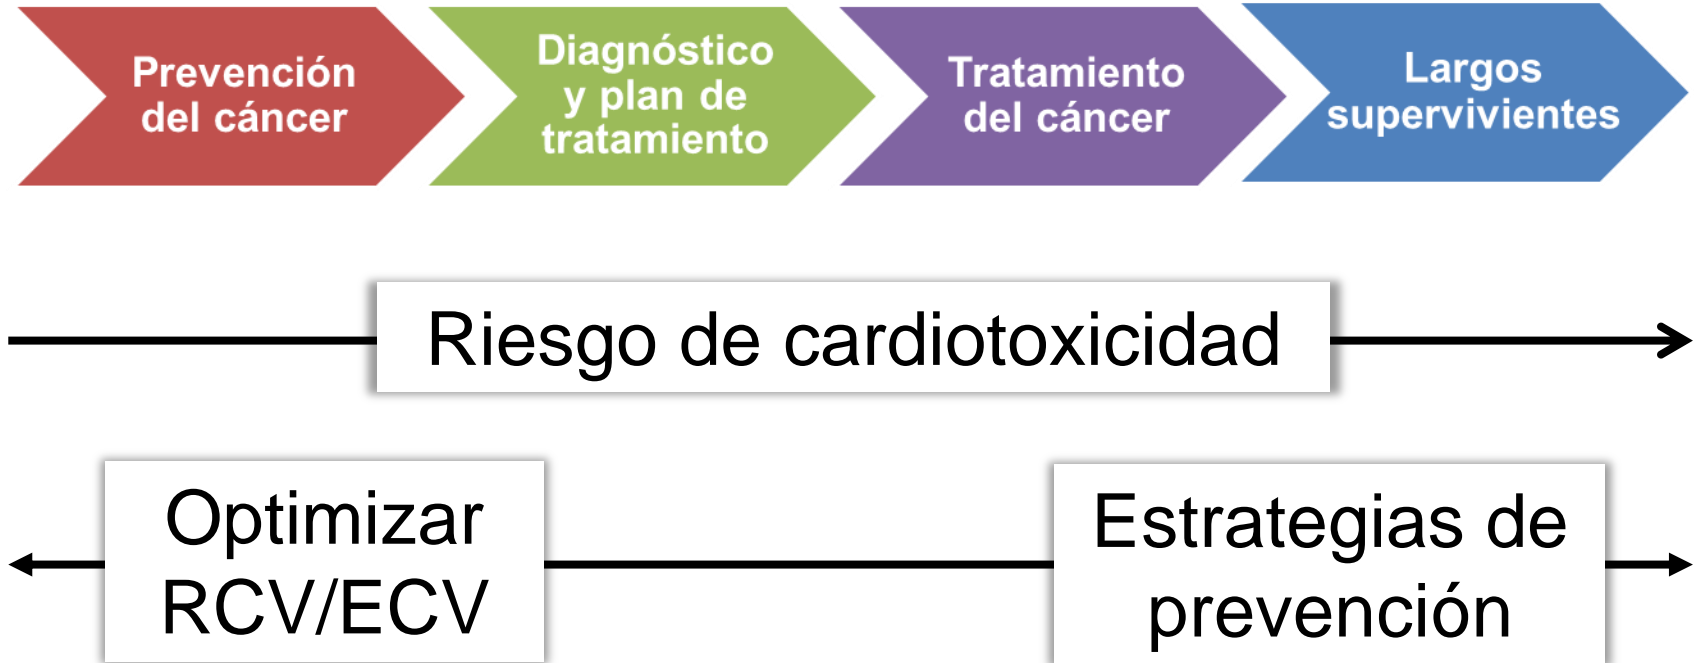 Prevención
del cáncer
Diagnóstico
y plan de
tratamiento
Tratamiento
del cáncer
Largos
supervivientes
Riesgo de cardiotoxicidad
Optimizar
RCV/ECV
Estrategias de
prevención